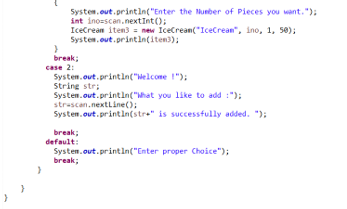 {
System.out.println("Enter the Number of Pieces you want.");
int ino=scan.nextInt();
IceCream item3 = new IceCream("IceCream", ino, 1, 50);
System.out.println(item3);
}
break;
case 2:
System.out.println("Welcome !");
String str;
System.out.println("What you like to add :");
str=scan.nextLine();
System.out.println(str+" is successfully added. ");
break;
default:
System.out.println("Enter proper Choice");
break;
}
}
}